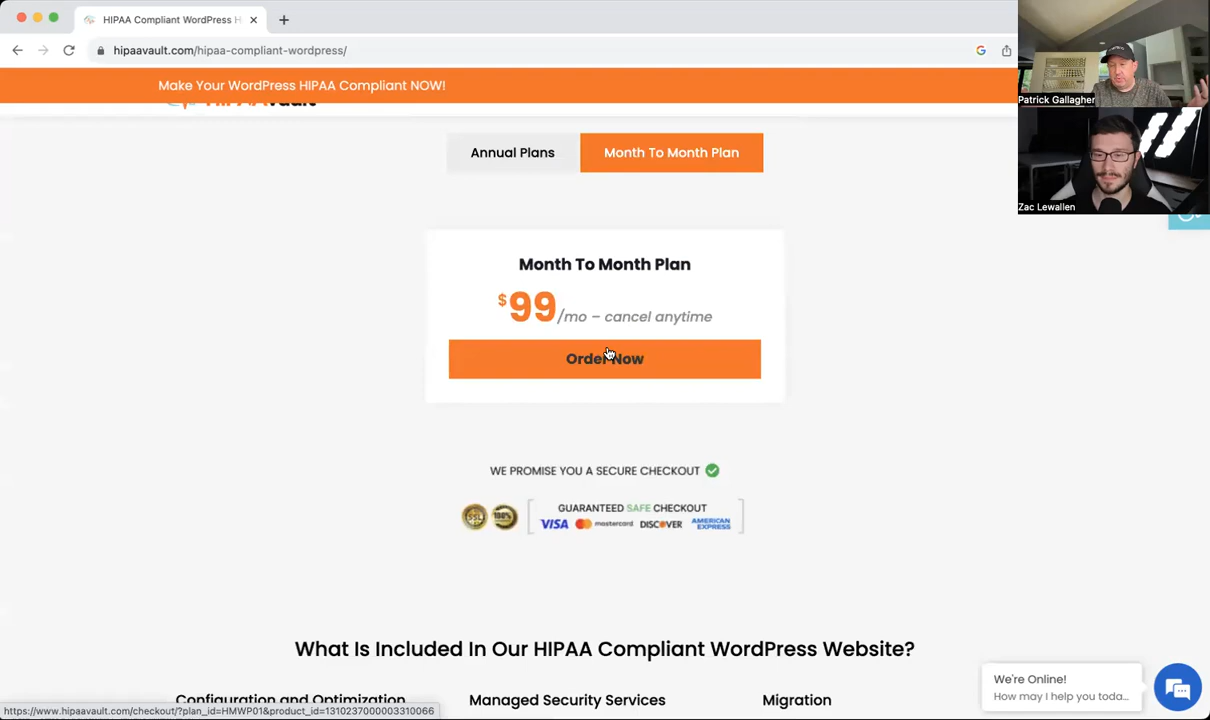 HIPAA Compliant WordPress H
hipaavault.com/hipaa-compliant-wordpress/
Make Your WordPress HIPAA Compliant NOW!
Patrick Gallagher
Zac Lewallen
Annual Plans
Month To Month Plan
Month To Month Plan
$99/mo – cancel anytime
Order Now
WE PROMISE YOU A SECURE CHECKOUT
SSL
100%
GUARANTEED SAFE CHECKOUT
VISA mastercard DISCOVER AMERICAN EXPRESS
What Is Included In Our HIPAA Compliant WordPress Website?
Configuration and Optimization
Managed Security Services
Migration
We're Online!
How may I help you toda...
https://www.hipaavault.com/checkout/?plan_id=HMWP01&product_id=1310237000003310066